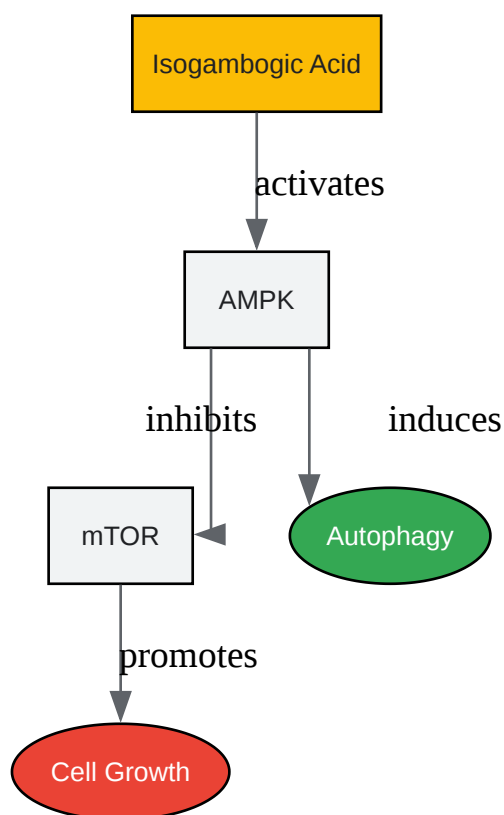 Isogambogic Acid
activates
AMPK
inhibits
induces
mTOR
Autophagy
promotes
Cell Growth